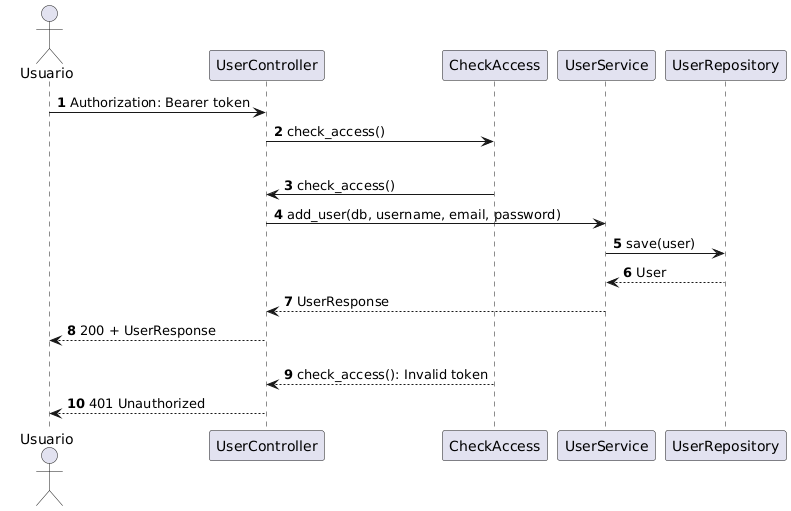 Usuario
UserController
CheckAccess
UserService
UserRepository
1 Authorization: Bearer token
2 check_access()
3 check_access()
4 add_user(db, username, email, password)
5 save(user)
6 User
7 UserResponse
8 200 + UserResponse
9 check_access(): Invalid token
10 401 Unauthorized
Usuario
UserController
CheckAccess
UserService
UserRepository